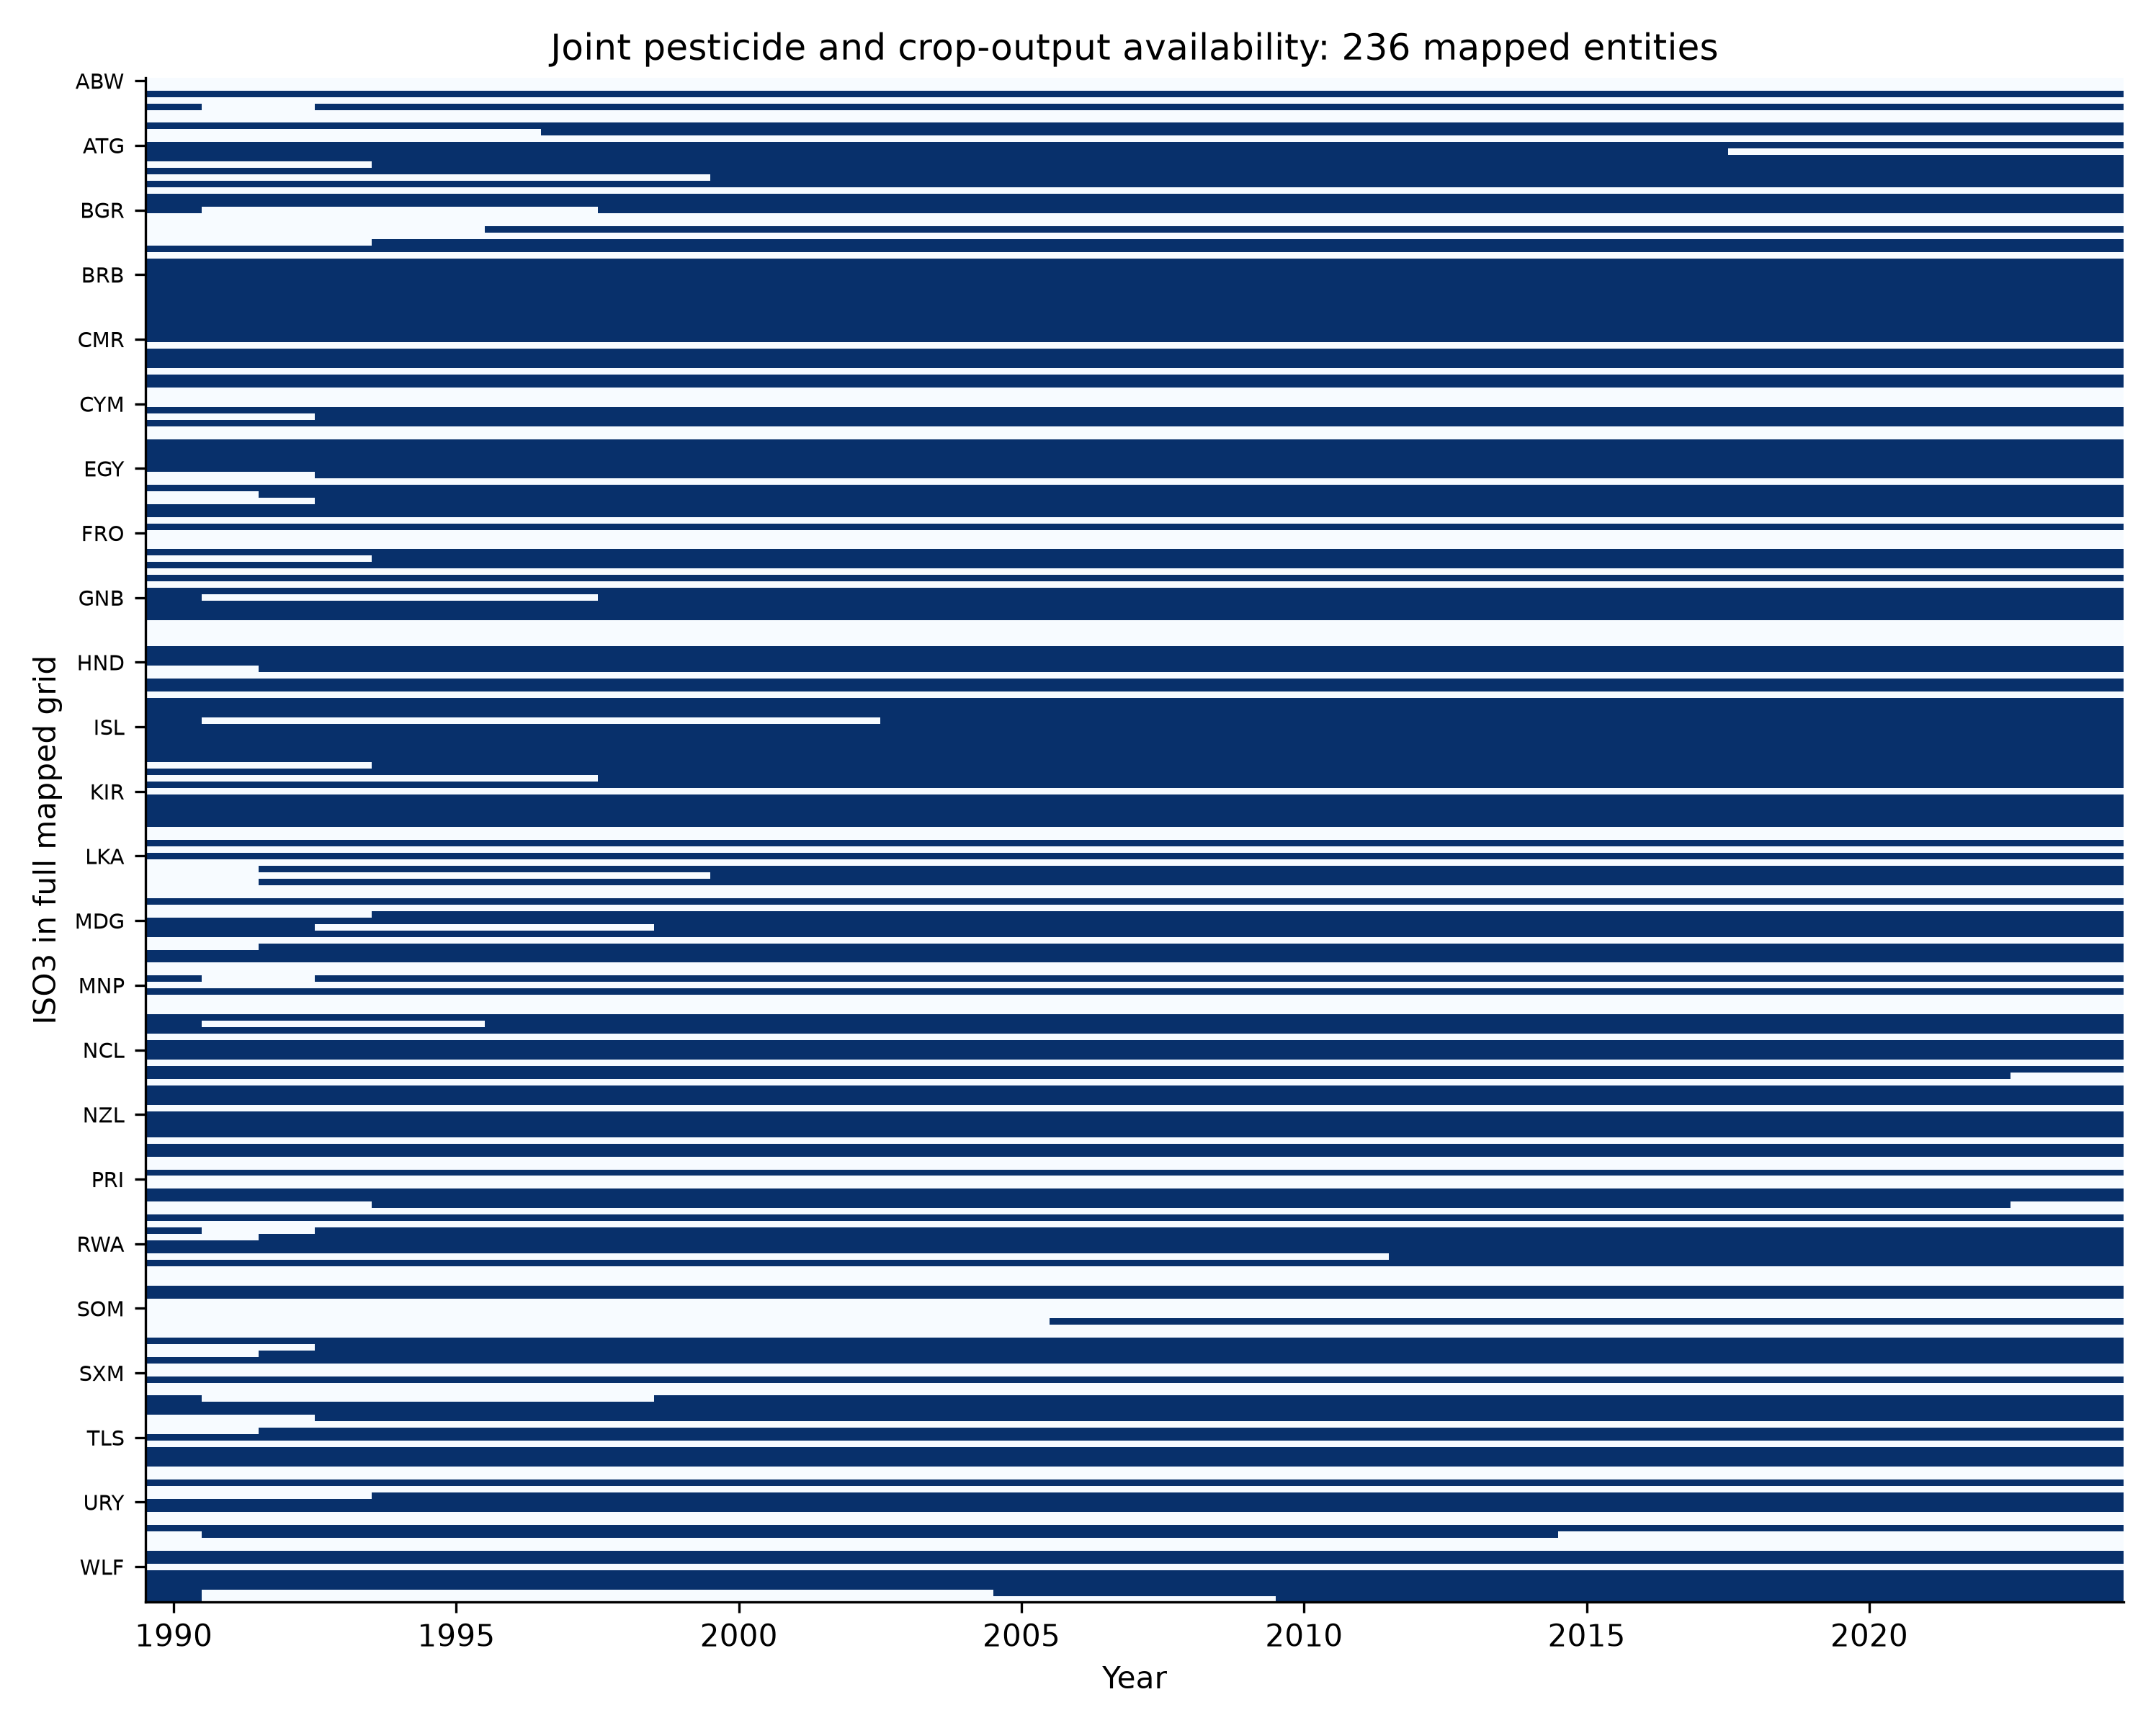 Joint pesticide and crop-output availability: 236 mapped entities
ISO3 in full mapped grid
ABW
ATG
BGR
BRB
CMR
CYM
EGY
FRO
GNB
HND
ISL
KIR
LKA
MDG
MNP
NCL
NZL
PRI
RWA
SOM
SXM
TLS
URY
WLF
1990 1995 2000 2005 2010 2015 2020
Year